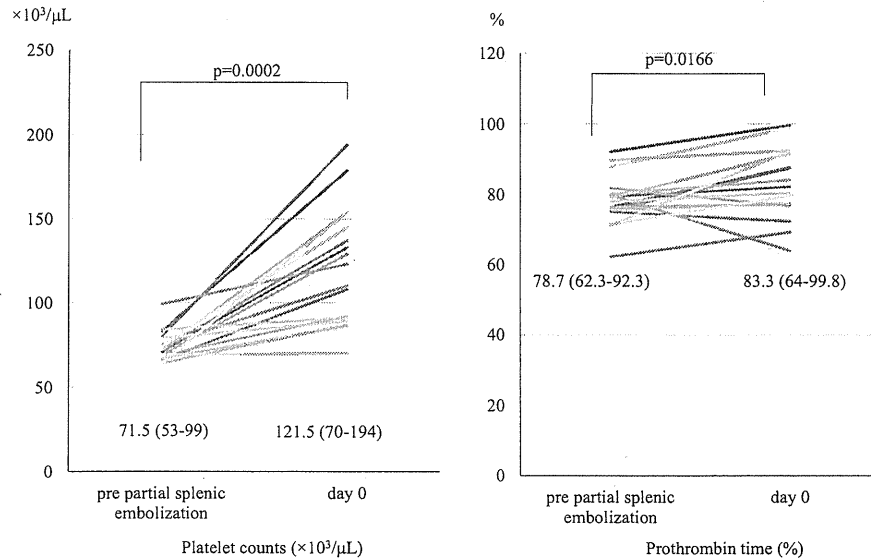 ×10³/μL
250
200
150
100
50
0
p=0.0002
71.5 (53-99)
121.5 (70-194)
pre partial splenic
embolization
day 0
Platelet counts (×10³/μL)
%
120
100
80
60
40
20
0
p=0.0166
78.7 (62.3-92.3)
83.3 (64-99.8)
pre partial splenic
embolization
day 0
Prothrombin time (%)